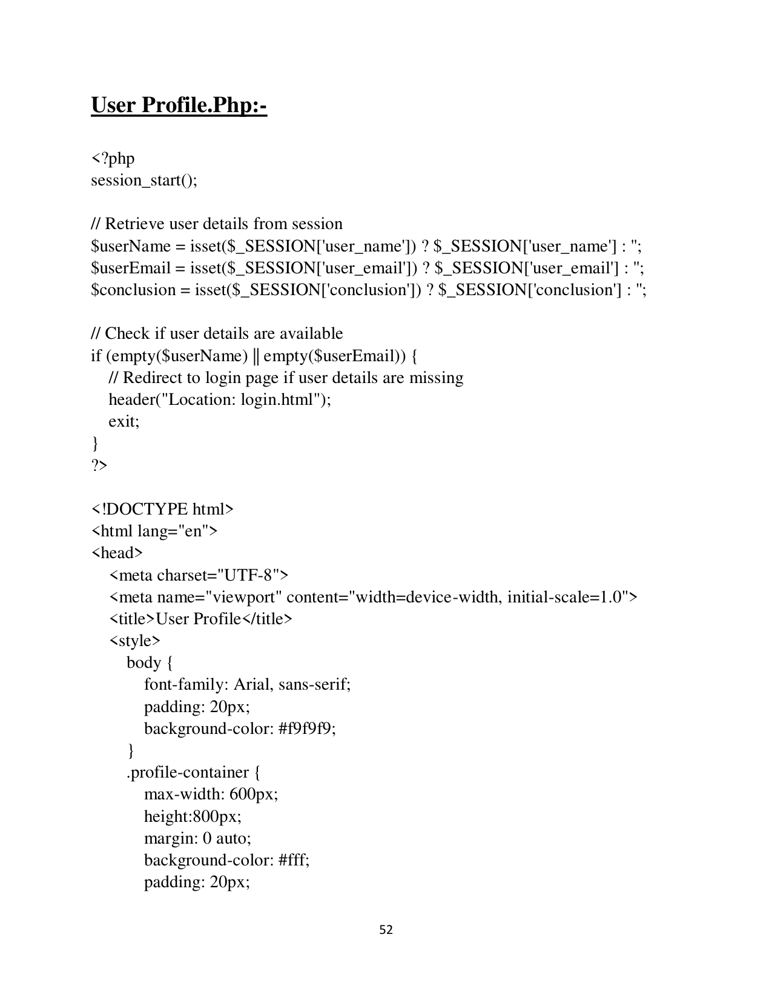 User Profile.Php:-
<?php
session_start();
// Retrieve user details from session
$userName = isset($_SESSION['user_name']) ? $_SESSION['user_name'] : '';
$userEmail = isset($_SESSION['user_email']) ? $_SESSION['user_email'] : '';
$conclusion = isset($_SESSION['conclusion']) ? $_SESSION['conclusion'] : '';
// Check if user details are available
if (empty($userName) || empty($userEmail)) {
// Redirect to login page if user details are missing
header("Location: login.html");
exit;
}
?>
<!DOCTYPE html>
<html lang="en">
<head>
<meta charset="UTF-8">
<meta name="viewport" content="width=device-width, initial-scale=1.0">
<title>User Profile</title>
<style>
body {
font-family: Arial, sans-serif;
padding: 20px;
background-color: #f9f9f9;
}
.profile-container {
max-width: 600px;
height:800px;
margin: 0 auto;
background-color: #fff;
padding: 20px;
52